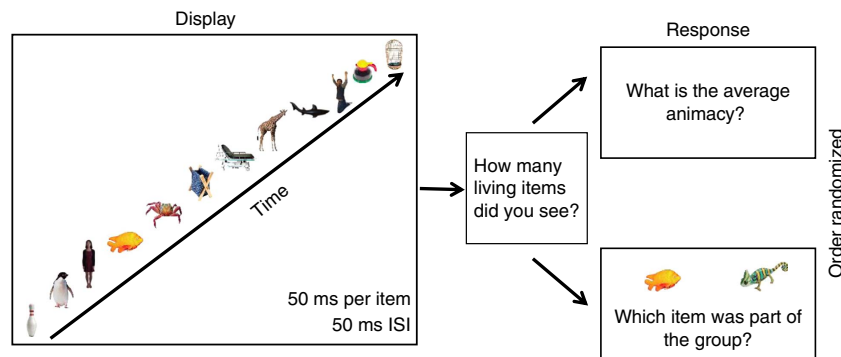 Display
Time
50 ms per item
50 ms ISI
How many
living items
did you see?
Response
What is the average
animacy?
Which item was part of
the group?
Order randomized